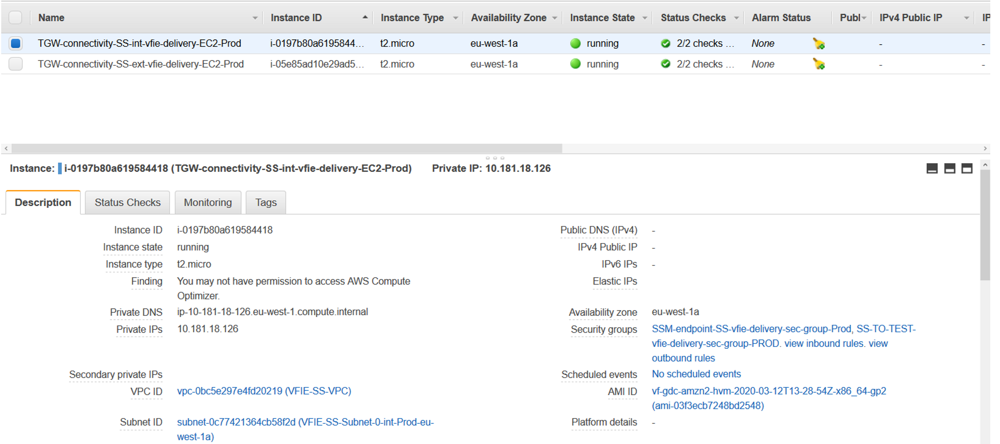 Name Instance ID Instance Type Availability Zone Instance State Status Checks Alarm Status Publ IPv4 Public IP IP
TGW-connectivity-SS-int-vfie-delivery-EC2-Prod i-0197b80a6195844... t2.micro eu-west-1a running 2/2 checks ... None - -
TGW-connectivity-SS-ext-vfie-delivery-EC2-Prod i-05e85ad10e29ad5... t2.micro eu-west-1a running 2/2 checks ... None - -
Instance: i-0197b80a619584418 (TGW-connectivity-SS-int-vfie-delivery-EC2-Prod) Private IP: 10.181.18.126
Description Status Checks Monitoring Tags
Instance ID i-0197b80a619584418 Public DNS (IPv4) -
Instance state running IPv4 Public IP -
Instance type t2.micro IPv6 IPs -
Finding You may not have permission to access AWS Compute Elastic IPs
Optimizer.
Private DNS ip-10-181-18-126.eu-west-1.compute.internal Availability zone eu-west-1a
Private IPs 10.181.18.126 Security groups SSM-endpoint-SS-vfie-delivery-sec-group-Prod, SS-TO-TEST-
vfie-delivery-sec-group-PROD. view inbound rules. view
outbound rules
Secondary private IPs Scheduled events No scheduled events
VPC ID vpc-0bc5e297e4fd20219 (VFIE-SS-VPC) AMI ID vf-gdc-amzn2-hvm-2020-03-12T13-28-54Z-x86_64-gp2
(ami-03f3ecb7248bd2548)
Subnet ID subnet-0c77421364cb58f2d (VFIE-SS-Subnet-0-int-Prod-eu- Platform details -
west-1a)